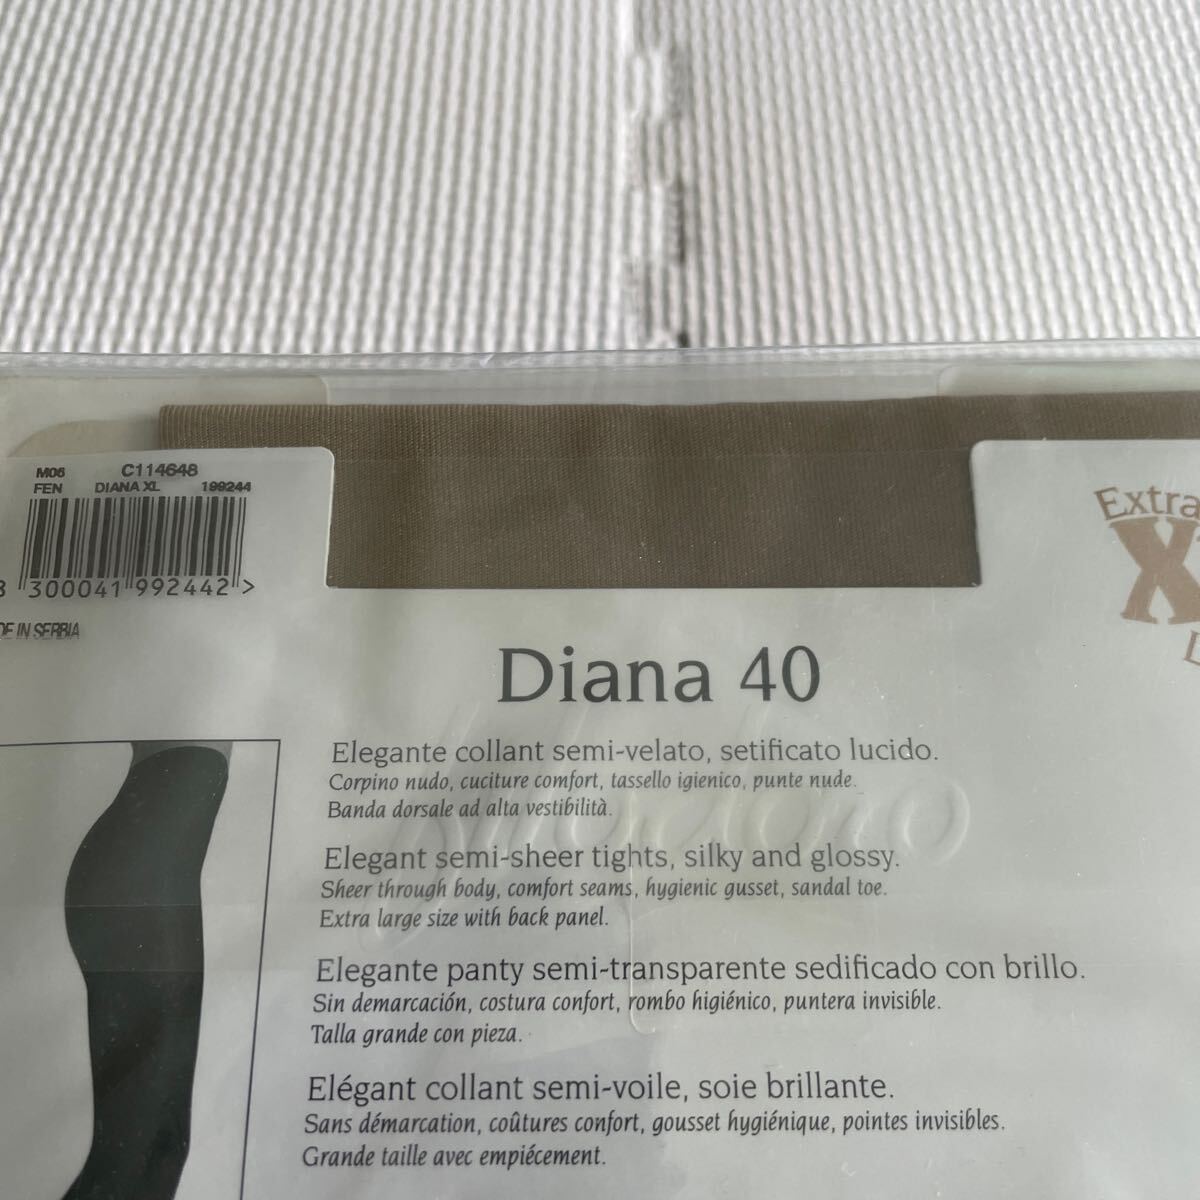 M06 C114648
FEN DIANA XL 199244
8 300041 992442 >
DE IN SERBIA
Extra
X
Diana 40
Elegante collant semi-velato, setificato lucido.
Corpino nudo, cuciture comfort, tassello igienico, punte nude.
Banda dorsale ad alta vestibilità.
Elegant semi-sheer tights, silky and glossy.
Sheer through body, comfort seams, hygienic gusset, sandal toe.
Extra large size with back panel.
Elegante panty semi-transparente sedificado con brillo.
Sin demarcación, costura confort, rombo higiénico, puntera invisible.
Talla grande con pieza.
Elégant collant semi-voile, soie brillante.
Sans démarcation, coûtures confort, gousset hygiénique, pointes invisibles.
Grande taille avec empiécement.